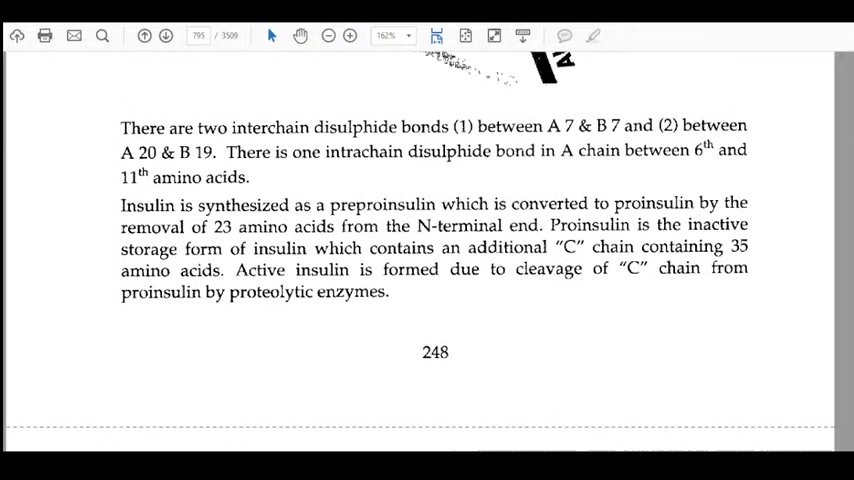 795 / 3509
162%
There are two interchain disulphide bonds (1) between A 7 & B 7 and (2) between
A 20 & B 19. There is one intrachain disulphide bond in A chain between 6th and
11th amino acids.
Insulin is synthesized as a preproinsulin which is converted to proinsulin by the
removal of 23 amino acids from the N-terminal end. Proinsulin is the inactive
storage form of insulin which contains an additional "C" chain containing 35
amino acids. Active insulin is formed due to cleavage of "C" chain from
proinsulin by proteolytic enzymes.
248